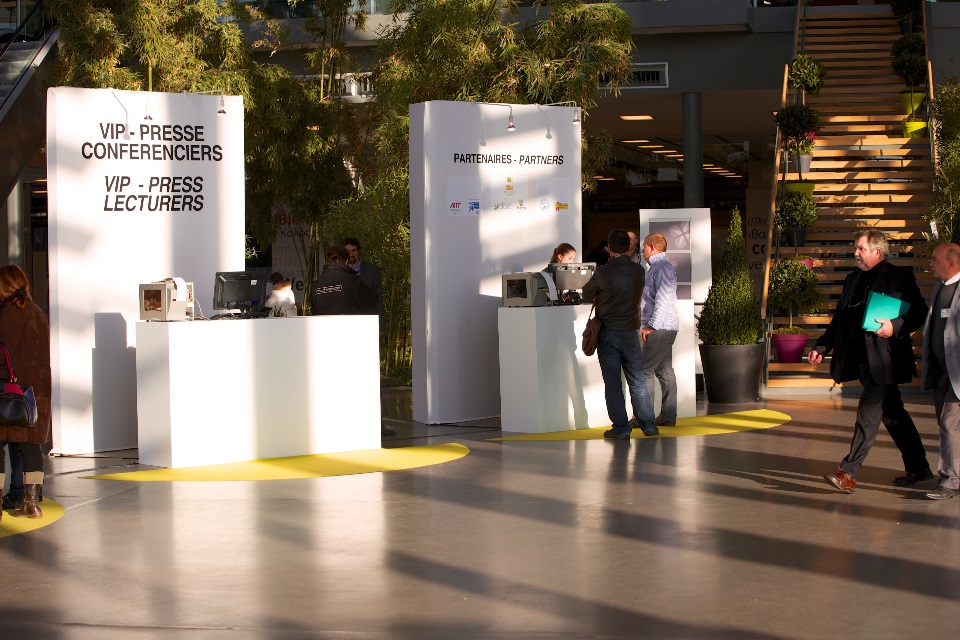 VIP - PRESSE
CONFERENCIERS
VIP - PRESS
LECTURERS
PARTENAIRES - PARTNERS